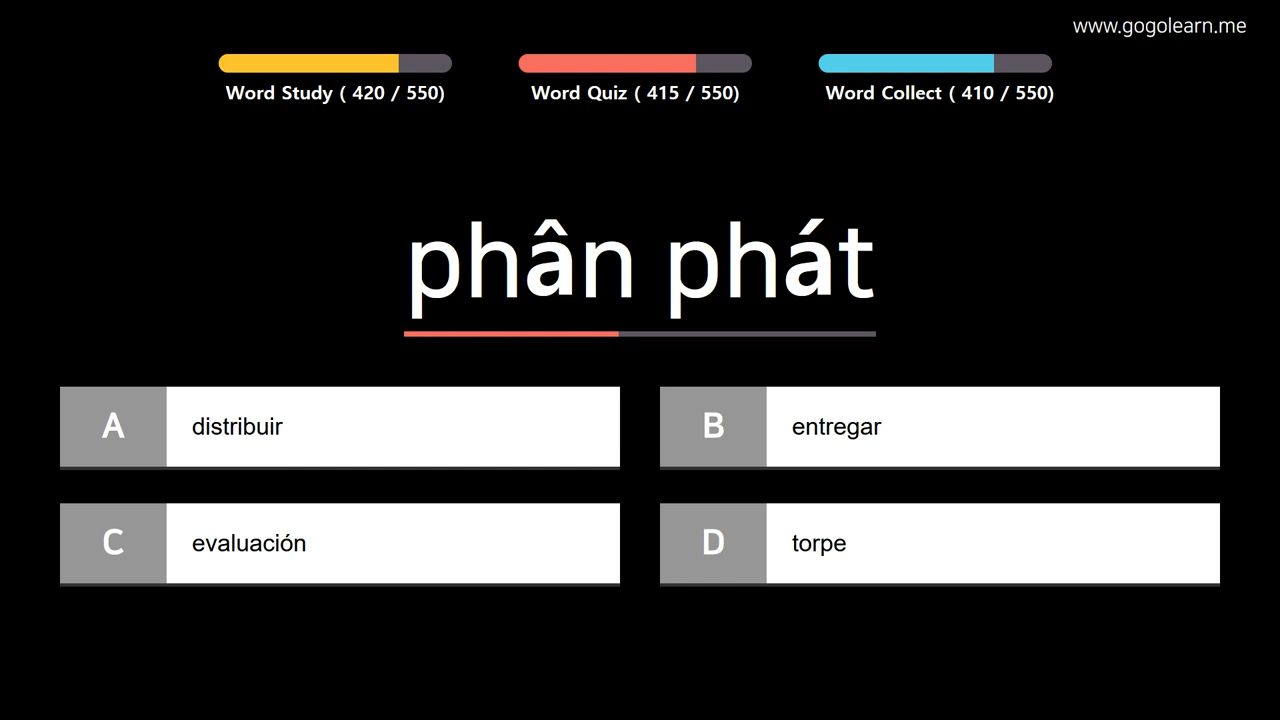 www.gogolearn.me
Word Study ( 420 / 550)
Word Quiz ( 415 / 550)
Word Collect ( 410 / 550)
phân phát
A distribuir
B entregar
C evaluación
D torpe